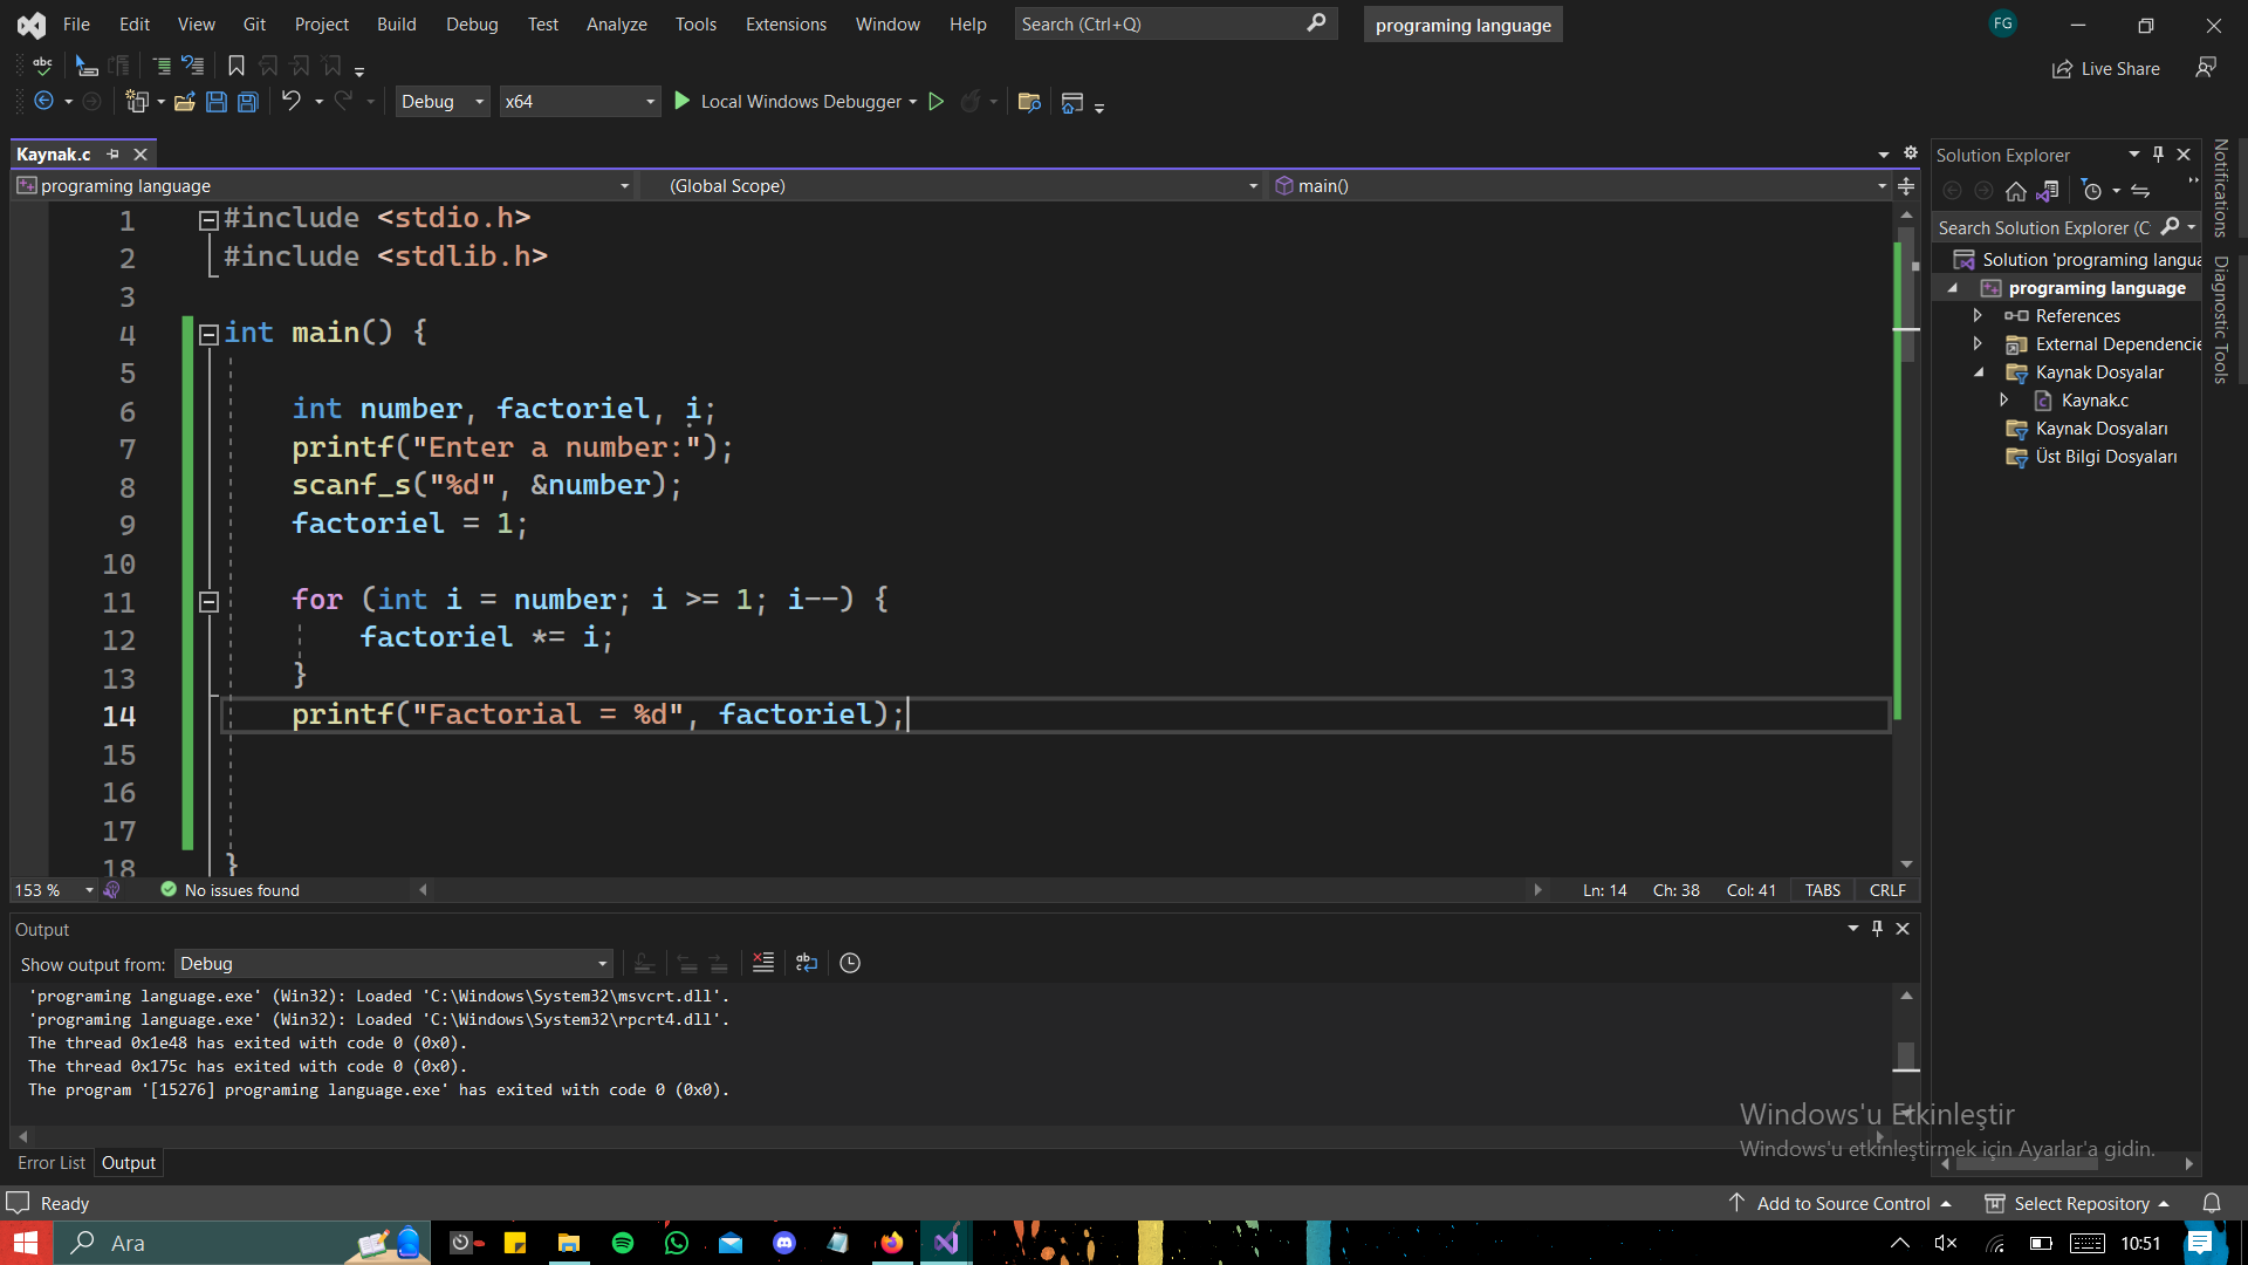 File Edit View Git Project Build Debug Test Analyze Tools Extensions Window Help Search (Ctrl+Q) programing language FG
abc Live Share
Debug x64 Local Windows Debugger
Kaynak.c
programing language (Global Scope) main()
1 #include <stdio.h>
2 #include <stdlib.h>
3
4 int main() {
5
6 int number, factoriel, i;
7 printf("Enter a number:");
8 scanf_s("%d", &number);
9 factoriel = 1;
10
11 for (int i = number; i >= 1; i--) {
12 factoriel *= i;
13 }
14 printf("Factorial = %d", factoriel);
15
16
17
18 }
153 % No issues found Ln: 14 Ch: 38 Col: 41 TABS CRLF
Output
Show output from: Debug
'programing language.exe' (Win32): Loaded 'C:\Windows\System32\msvcrt.dll'.
'programing language.exe' (Win32): Loaded 'C:\Windows\System32\rpcrt4.dll'.
The thread 0x1e48 has exited with code 0 (0x0).
The thread 0x175c has exited with code 0 (0x0).
The program '[15276] programing language.exe' has exited with code 0 (0x0).
Error List Output
Solution Explorer
Search Solution Explorer (C
Solution 'programing langua
programing language
References
External Dependencie
Kaynak Dosyalar
Kaynak.c
Kaynak Dosyaları
Üst Bilgi Dosyaları
Notifications
Diagnostic Tools
Windows'u Etkinleştir
Windows'u etkinleştirmek için Ayarlar'a gidin.
Ready Add to Source Control Select Repository
Ara 10:51